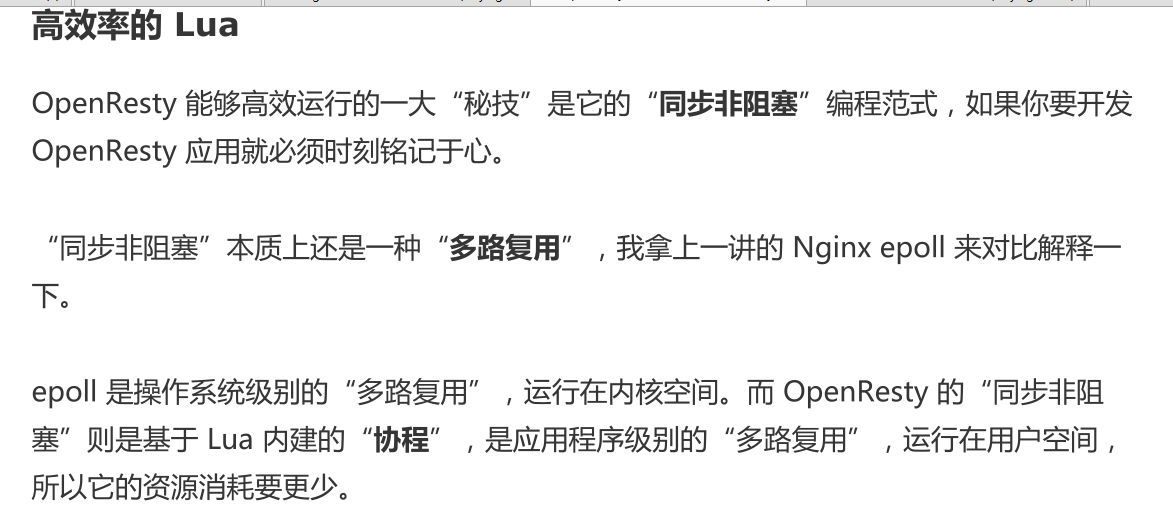 高效率的 Lua
OpenResty 能够高效运行的一大“秘技”是它的“同步非阻塞”编程范式，如果你要开发
OpenResty 应用就必须时刻铭记于心。
“同步非阻塞”本质上还是一种“多路复用”，我拿上一讲的 Nginx epoll 来对比解释一
下。
epoll 是操作系统级别的“多路复用”，运行在内核空间。而 OpenResty 的“同步非阻
塞”则是基于 Lua 内建的“协程”，是应用程序级别的“多路复用”，运行在用户空间，
所以它的资源消耗要更少。